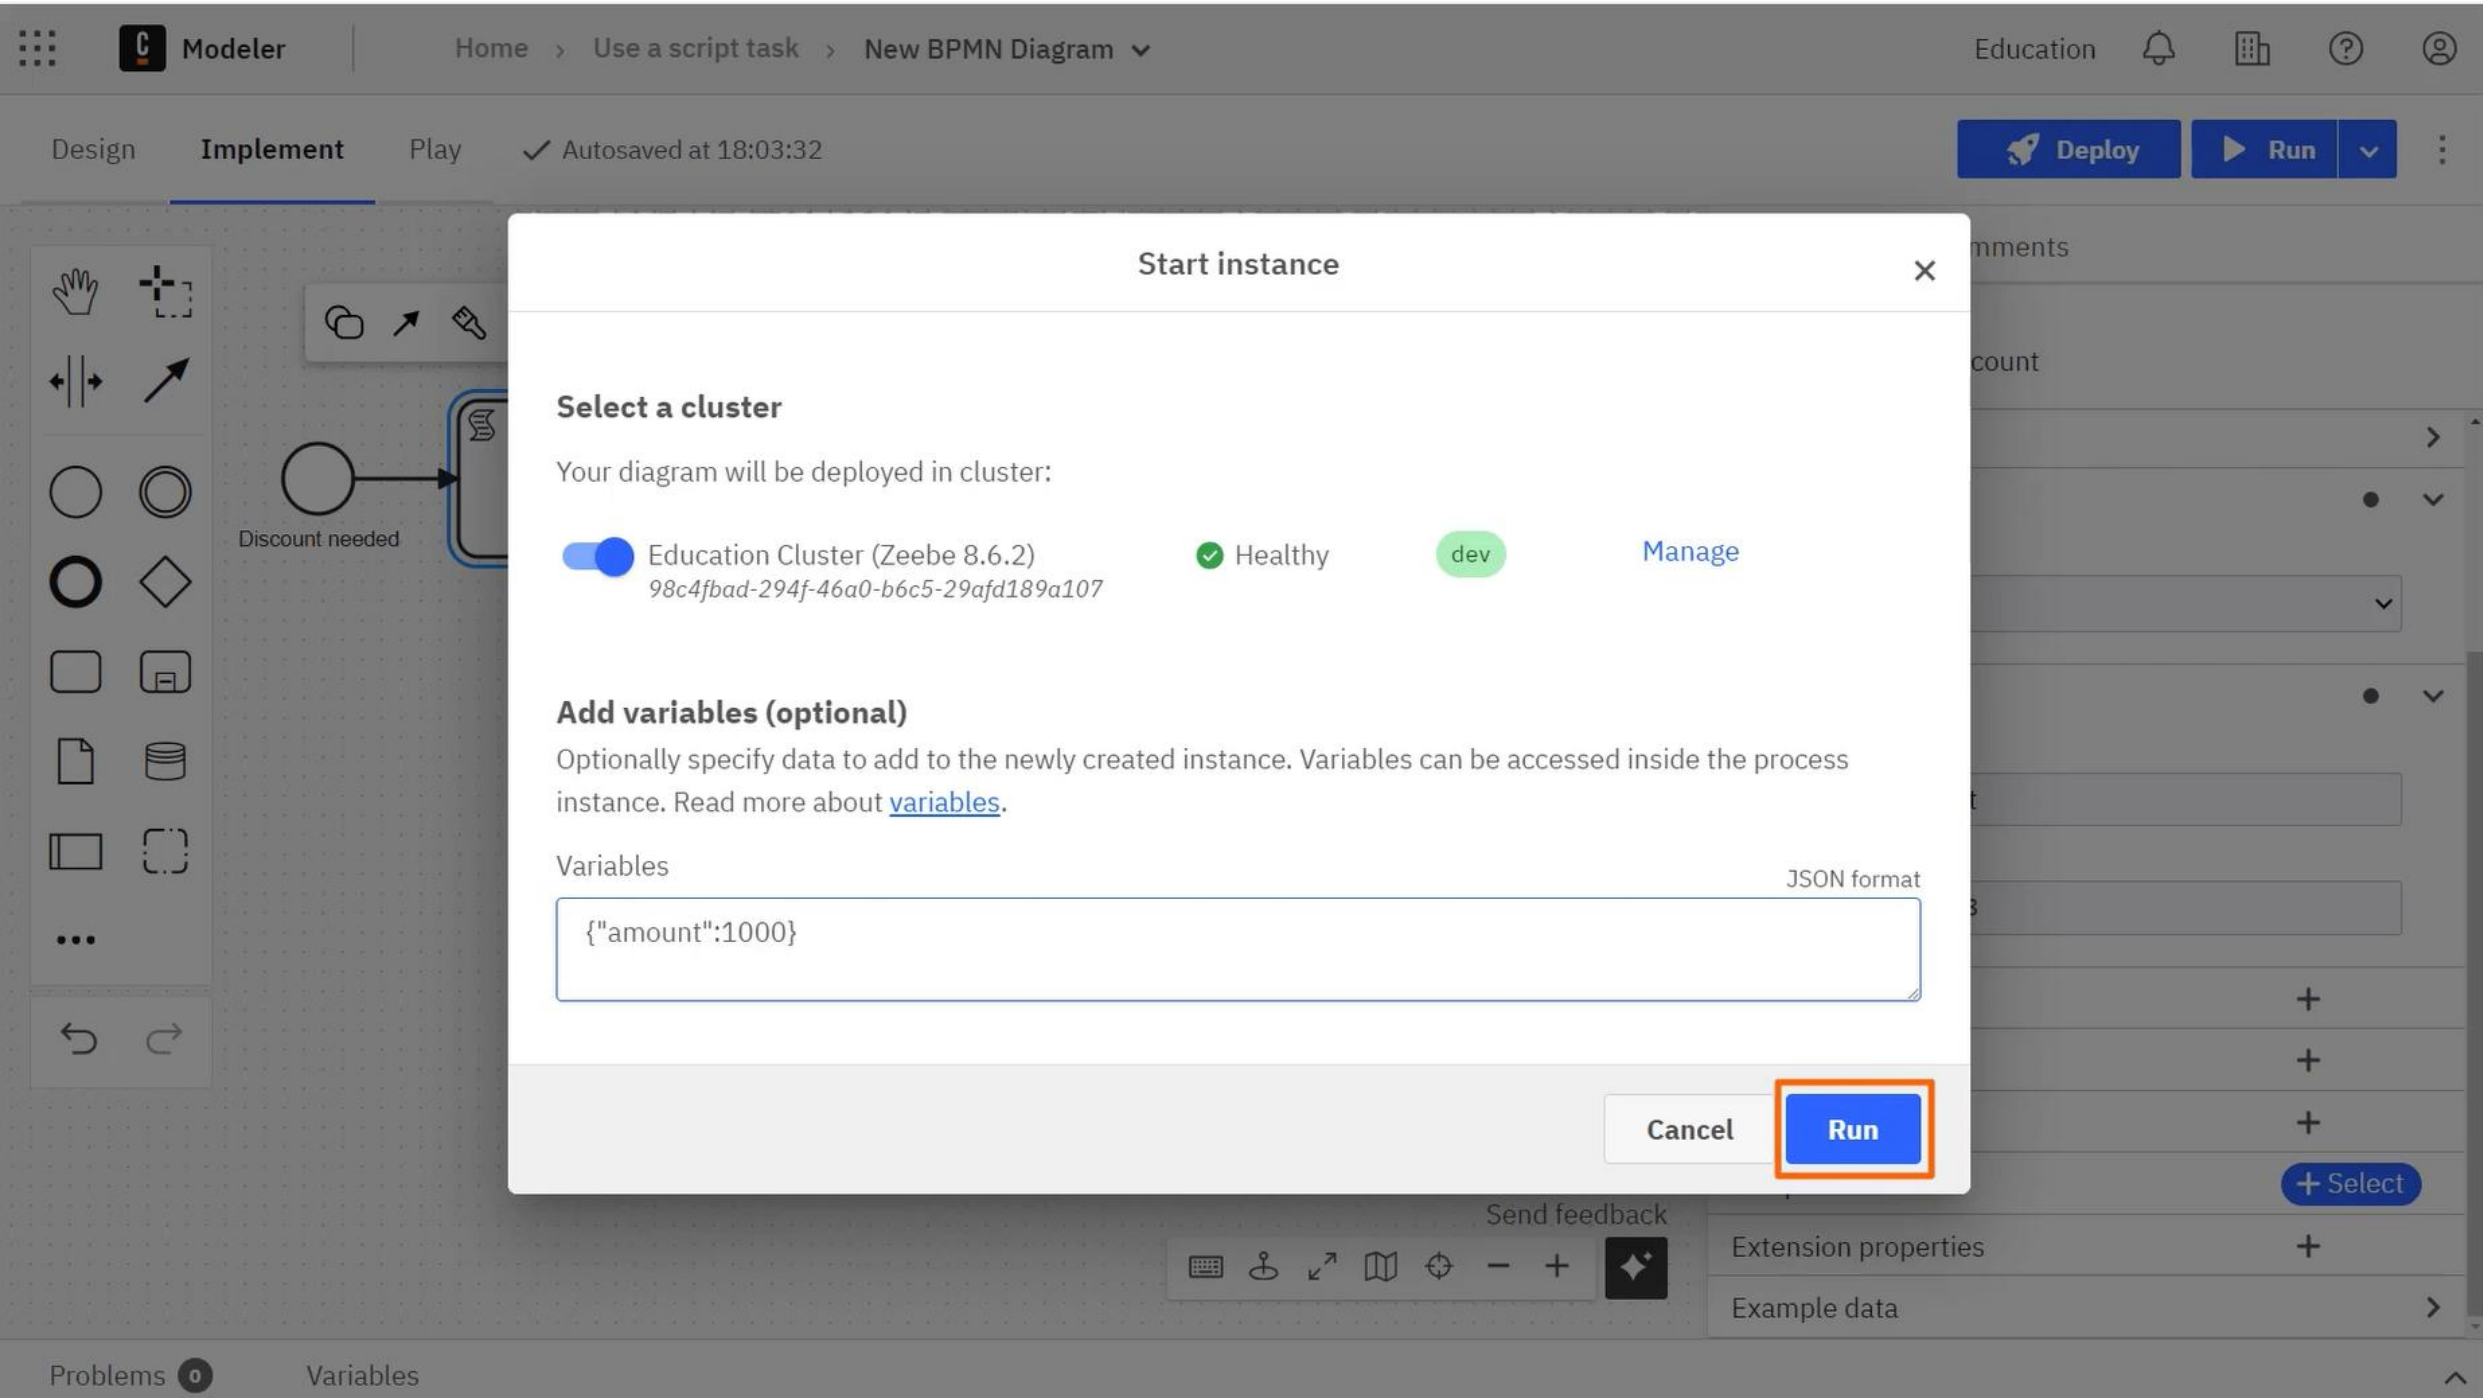 Modeler
Home > Use a script task > New BPMN Diagram
Education
Design
Implement
Play
Autosaved at 18:03:32
Deploy
Run
mments
Start instance
count
Select a cluster
Your diagram will be deployed in cluster:
Discount needed
Education Cluster (Zeebe 8.6.2)
98c4fbad-294f-46a0-b6c5-29afd189a107
Healthy
dev
Manage
Add variables (optional)
Optionally specify data to add to the newly created instance. Variables can be accessed inside the process
instance. Read more about variables.
t
Variables
JSON format
{"amount":1000}
Cancel
Run
+ Select
Send feedback
Extension properties
Example data
Problems 0
Variables